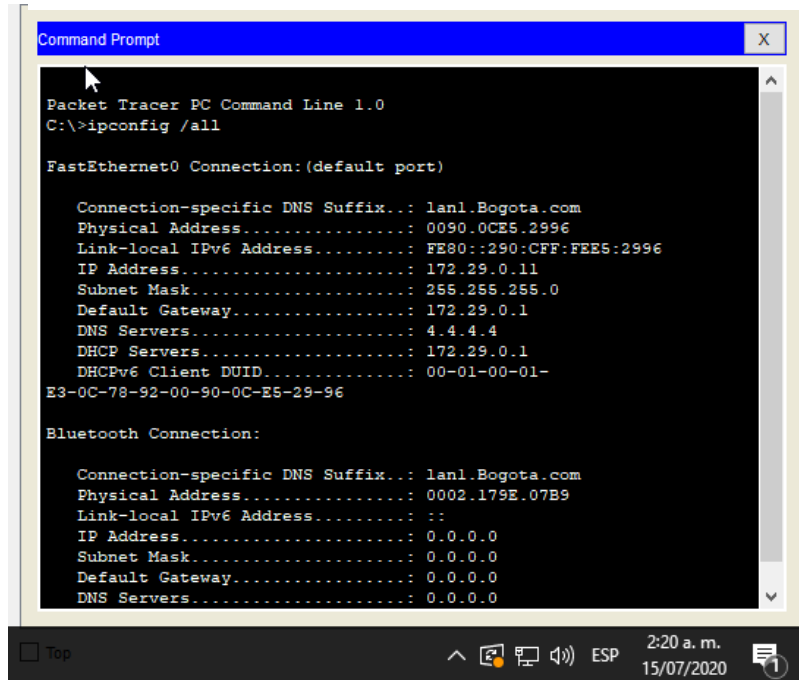 Command Prompt
X
Packet Tracer PC Command Line 1.0
C:\>ipconfig /all
FastEthernet0 Connection:(default port)
Connection-specific DNS Suffix..: lan1.Bogota.com
Physical Address................: 0090.0CE5.2996
Link-local IPv6 Address.........: FE80::290:CFF:FEE5:2996
IP Address......................: 172.29.0.11
Subnet Mask.....................: 255.255.255.0
Default Gateway.................: 172.29.0.1
DNS Servers.....................: 4.4.4.4
DHCP Servers....................: 172.29.0.1
DHCPv6 Client DUID..............: 00-01-00-01-
E3-0C-78-92-00-90-0C-E5-29-96
Bluetooth Connection:
Connection-specific DNS Suffix..: lan1.Bogota.com
Physical Address................: 0002.179E.07B9
Link-local IPv6 Address.........: ::
IP Address......................: 0.0.0.0
Subnet Mask.....................: 0.0.0.0
Default Gateway.................: 0.0.0.0
DNS Servers.....................: 0.0.0.0
Top
ESP
2:20 a. m.
15/07/2020
1